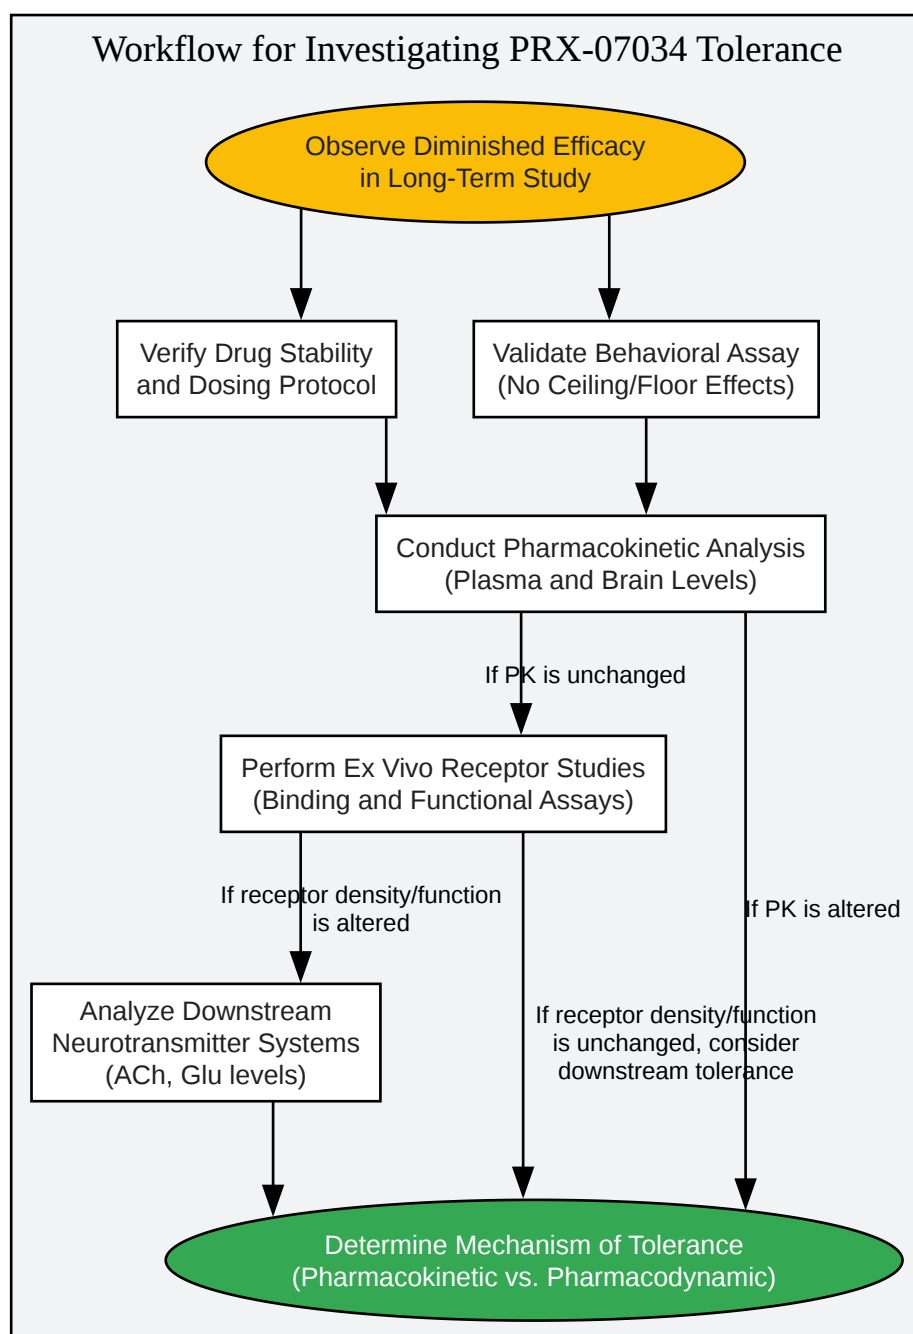 Workflow for Investigating PRX-07034 Tolerance
Observe Diminished Efficacy
in Long-Term Study
Verify Drug Stability
and Dosing Protocol
Validate Behavioral Assay
(No Ceiling/Floor Effects)
Conduct Pharmacokinetic Analysis
(Plasma and Brain Levels)
If PK is unchanged
Perform Ex Vivo Receptor Studies
(Binding and Functional Assays)
If receptor density/function
is altered
If PK is altered
Analyze Downstream
Neurotransmitter Systems
(ACh, Glu levels)
If receptor density/function
is unchanged, consider
downstream tolerance
Determine Mechanism of Tolerance
(Pharmacokinetic vs. Pharmacodynamic)